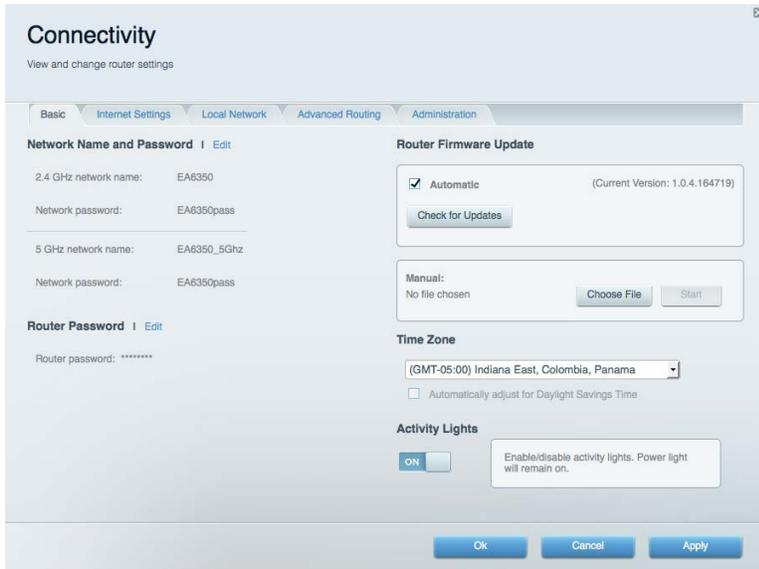 Connectivity
View and change router settings
Basic
Internet Settings
Local Network
Advanced Routing
Administration
Network Name and Password | Edit
2.4 GHz network name: EA6350
Network password: EA6350pass
5 GHz network name: EA6350_5Ghz
Network password: EA6350pass
Router Password | Edit
Router password: ********
Router Firmware Update
Automatic (Current Version: 1.0.4.164719)
Check for Updates
Manual:
No file chosen
Choose File
Start
Time Zone
(GMT-05:00) Indiana East, Colombia, Panama
Automatically adjust for Daylight Savings Time
Activity Lights
ON
Enable/disable activity lights. Power light
will remain on.
Ok
Cancel
Apply